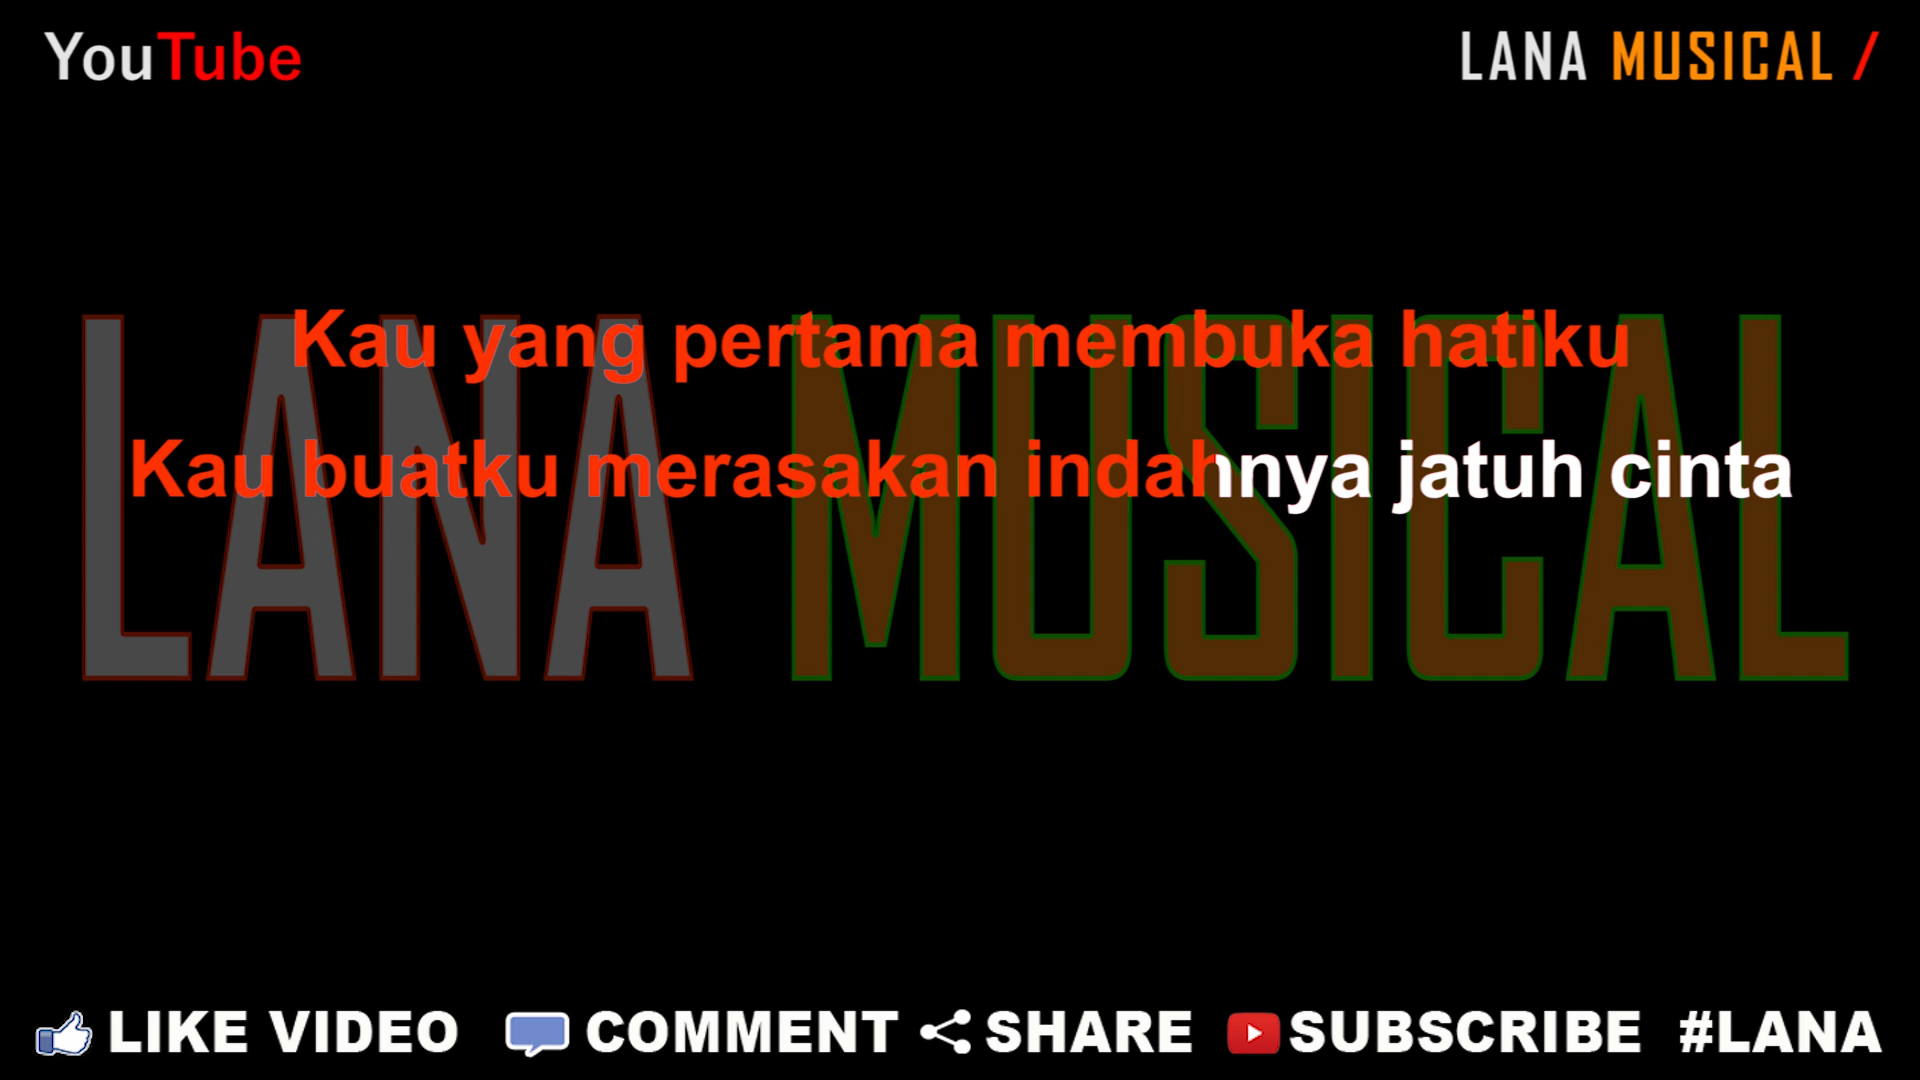 YouTube
LANA MUSICAL /
Kau yang pertama membuka hatiku
Kau buatku merasakan indahnya jatuh cinta
LANA MUSICAL
LIKE VIDEO COMMENT SHARE SUBSCRIBE #LANA